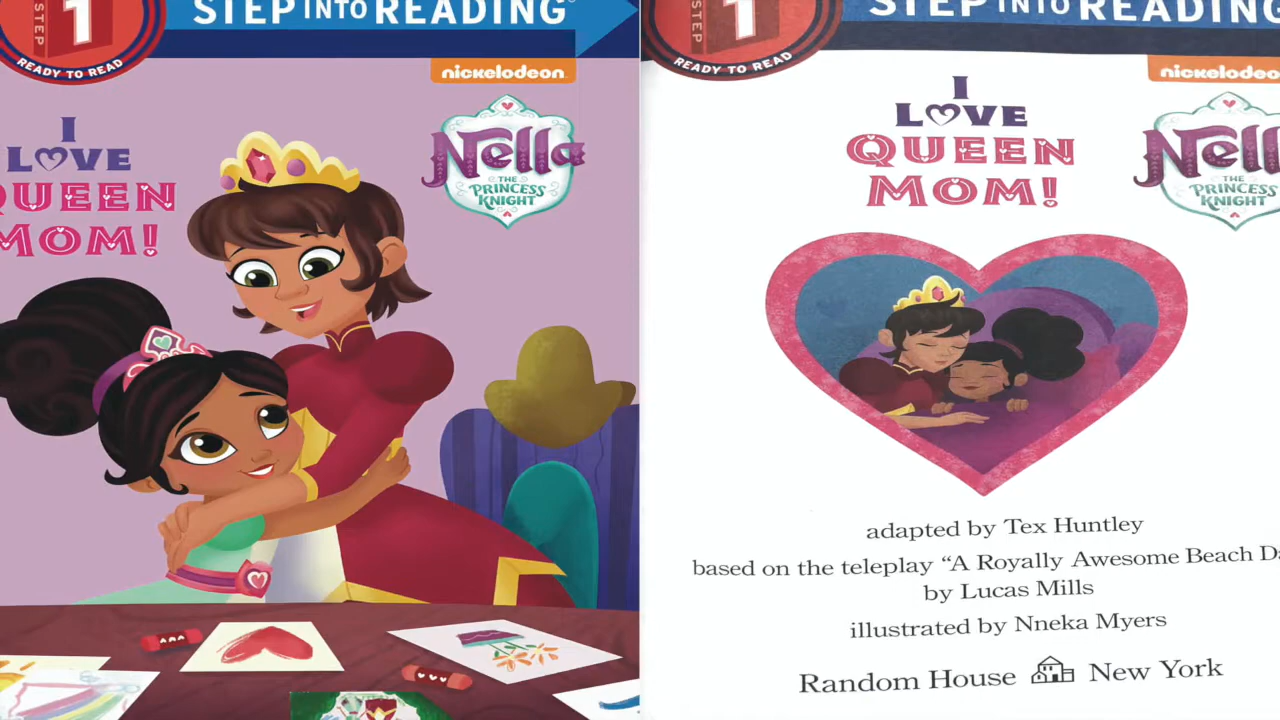 STEP 1
STEP INTO READING®
READY TO READ
nickelodeon
I
LOVE
QUEEN
MOM!
Nella
THE
PRINCESS
KNIGHT
STEP 1
STEP INTO READING
READY TO READ
nickelodeon
I
LOVE
QUEEN
MOM!
Nell
THE
PRINCESS
KNIGHT
adapted by Tex Huntley
based on the teleplay “A Royally Awesome Beach Da
by Lucas Mills
illustrated by Nneka Myers
Random House New York